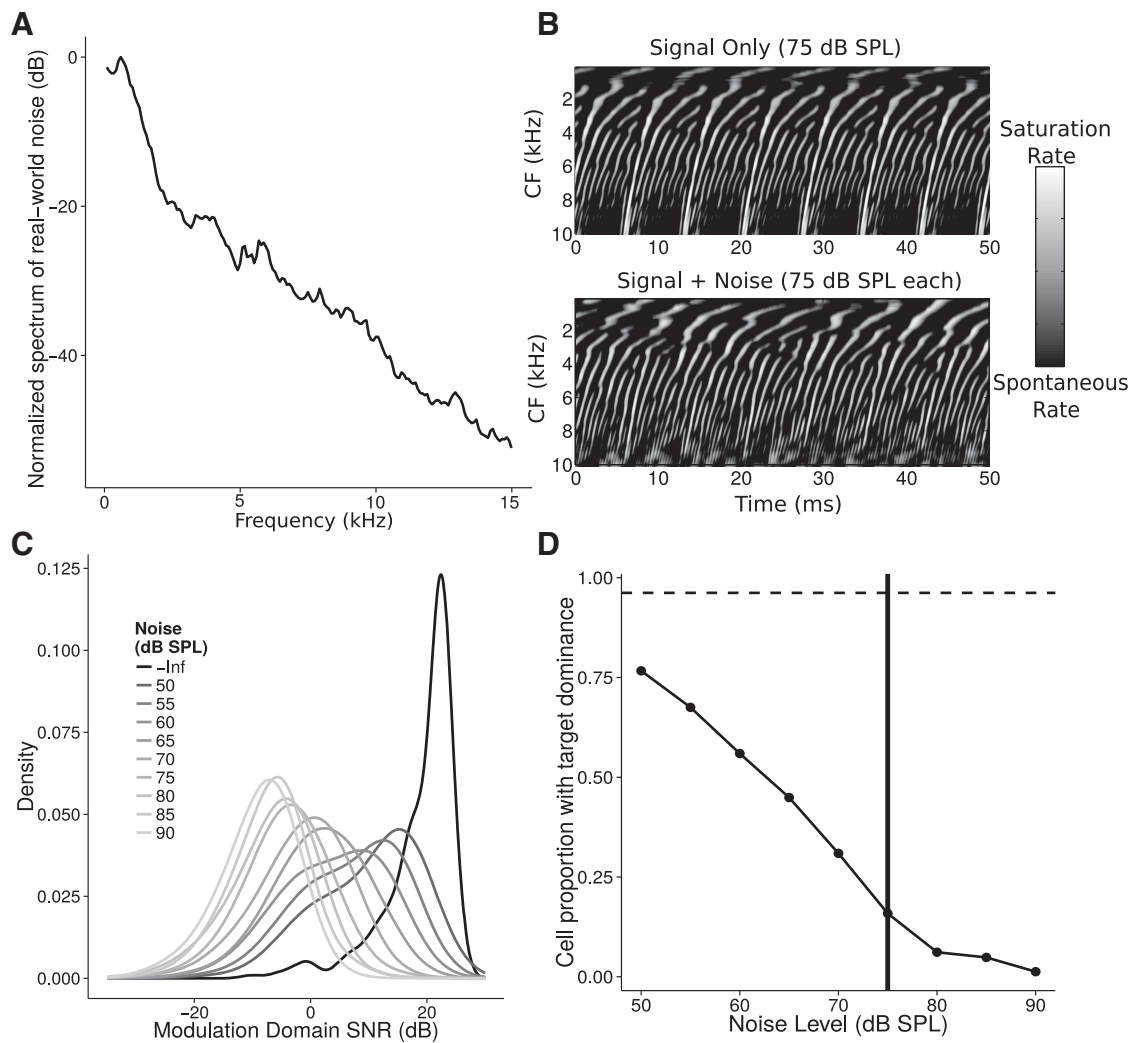 A
Normalized spectrum of real−world noise (dB)
0
−20
−40
0
5
10
15
Frequency (kHz)
B
Signal Only (75 dB SPL)
CF (kHz)
2
4
6
8
10
0
10
20
30
40
50
Signal + Noise (75 dB SPL each)
CF (kHz)
2
4
6
8
10
0
10
20
30
40
50
Time (ms)
Saturation
Rate
Spontaneous
Rate
C
Density
0.125
0.100
0.075
0.050
0.025
0.000
Noise
(dB SPL)
−Inf
50
55
60
65
70
75
80
85
90
−20
0
20
Modulation Domain SNR (dB)
D
Cell proportion with target dominance
1.00
0.75
0.50
0.25
0.00
50
60
70
80
90
Noise Level (dB SPL)